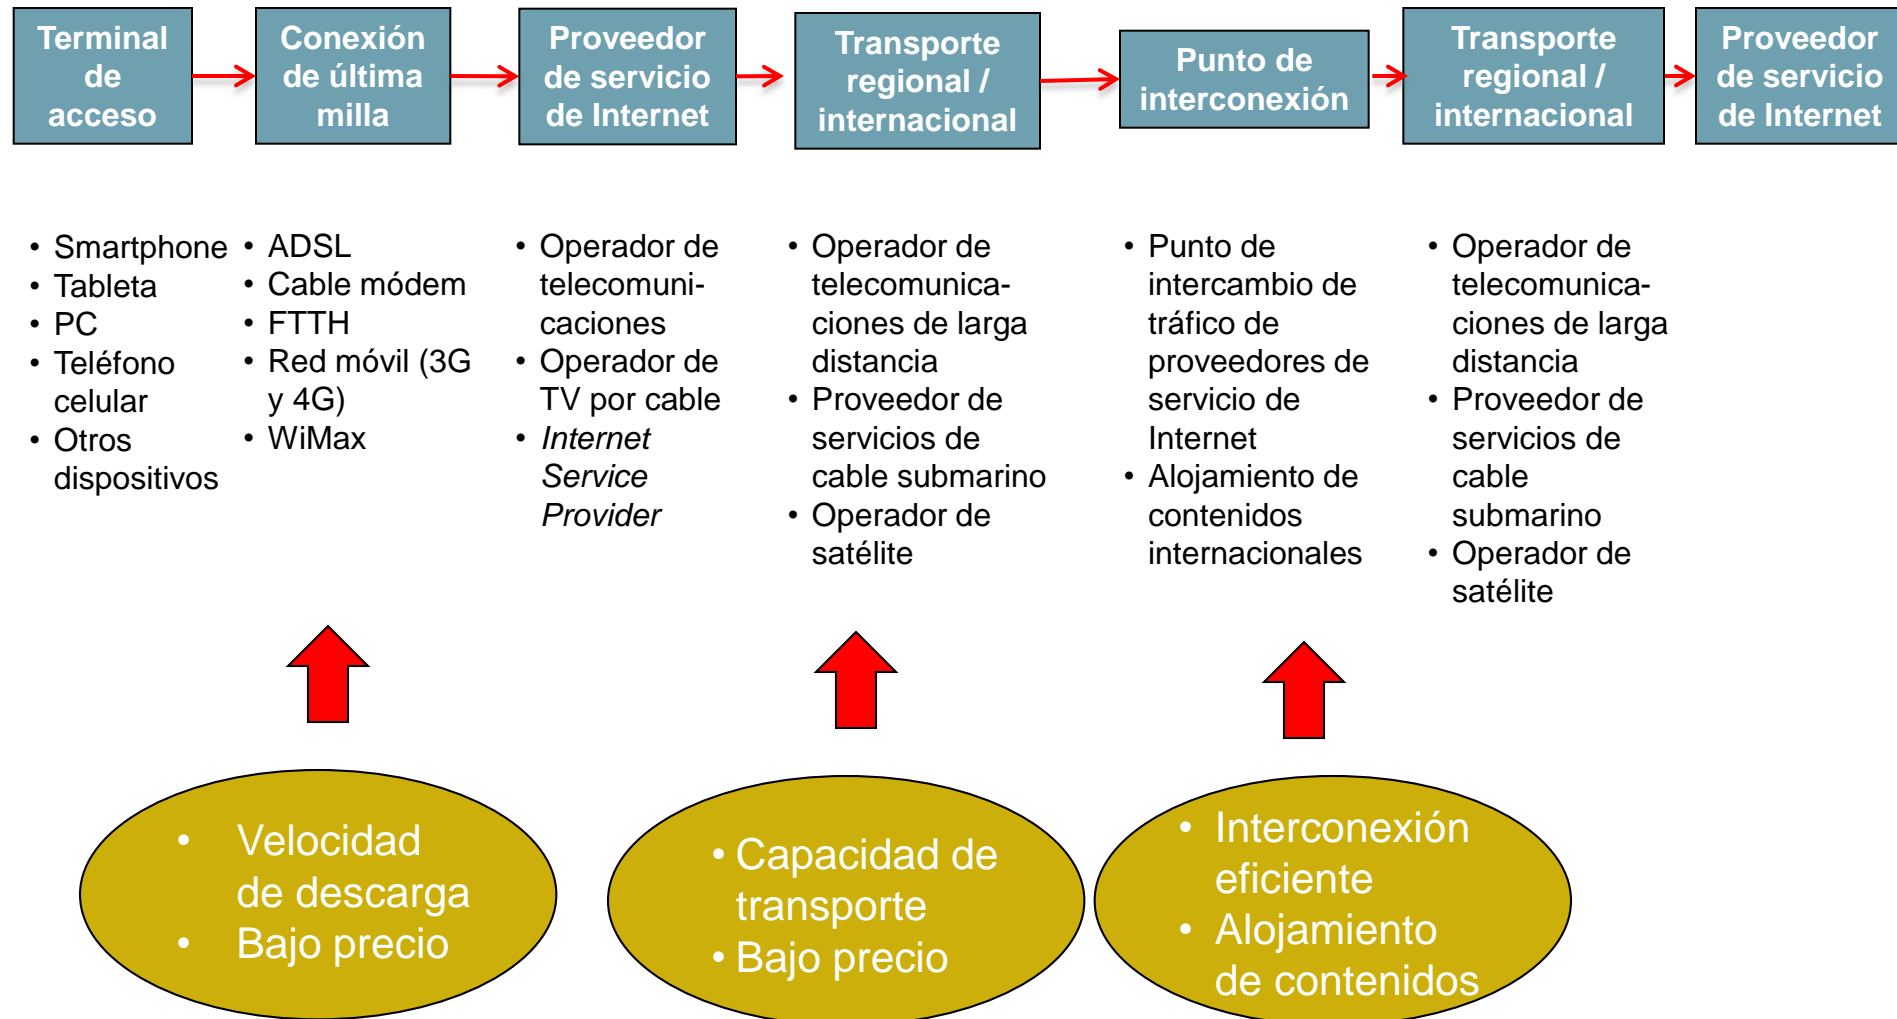 Terminal
de
acceso
Conexión
de última
milla
Proveedor
de servicio
de Internet
Transporte
regional /
internacional
Punto de
interconexión
Transporte
regional /
internacional
Proveedor
de servicio
de Internet
• Smartphone
• Tableta
• PC
• Teléfono
celular
• Otros
dispositivos
• ADSL
• Cable módem
• FTTH
• Red móvil (3G
y 4G)
• WiMax
• Operador de
telecomuni-
caciones
• Operador de
TV por cable
• Internet
Service
Provider
• Operador de
telecomunica-
ciones de larga
distancia
• Proveedor de
servicios de
cable submarino
• Operador de
satélite
• Punto de
intercambio de
tráfico de
proveedores de
servicio de
Internet
• Alojamiento de
contenidos
internacionales
• Operador de
telecomunica-
ciones de larga
distancia
• Proveedor de
servicios de
cable
submarino
• Operador de
satélite
• Velocidad
de descarga
• Bajo precio
• Capacidad de
transporte
• Bajo precio
• Interconexión
eficiente
• Alojamiento
de contenidos